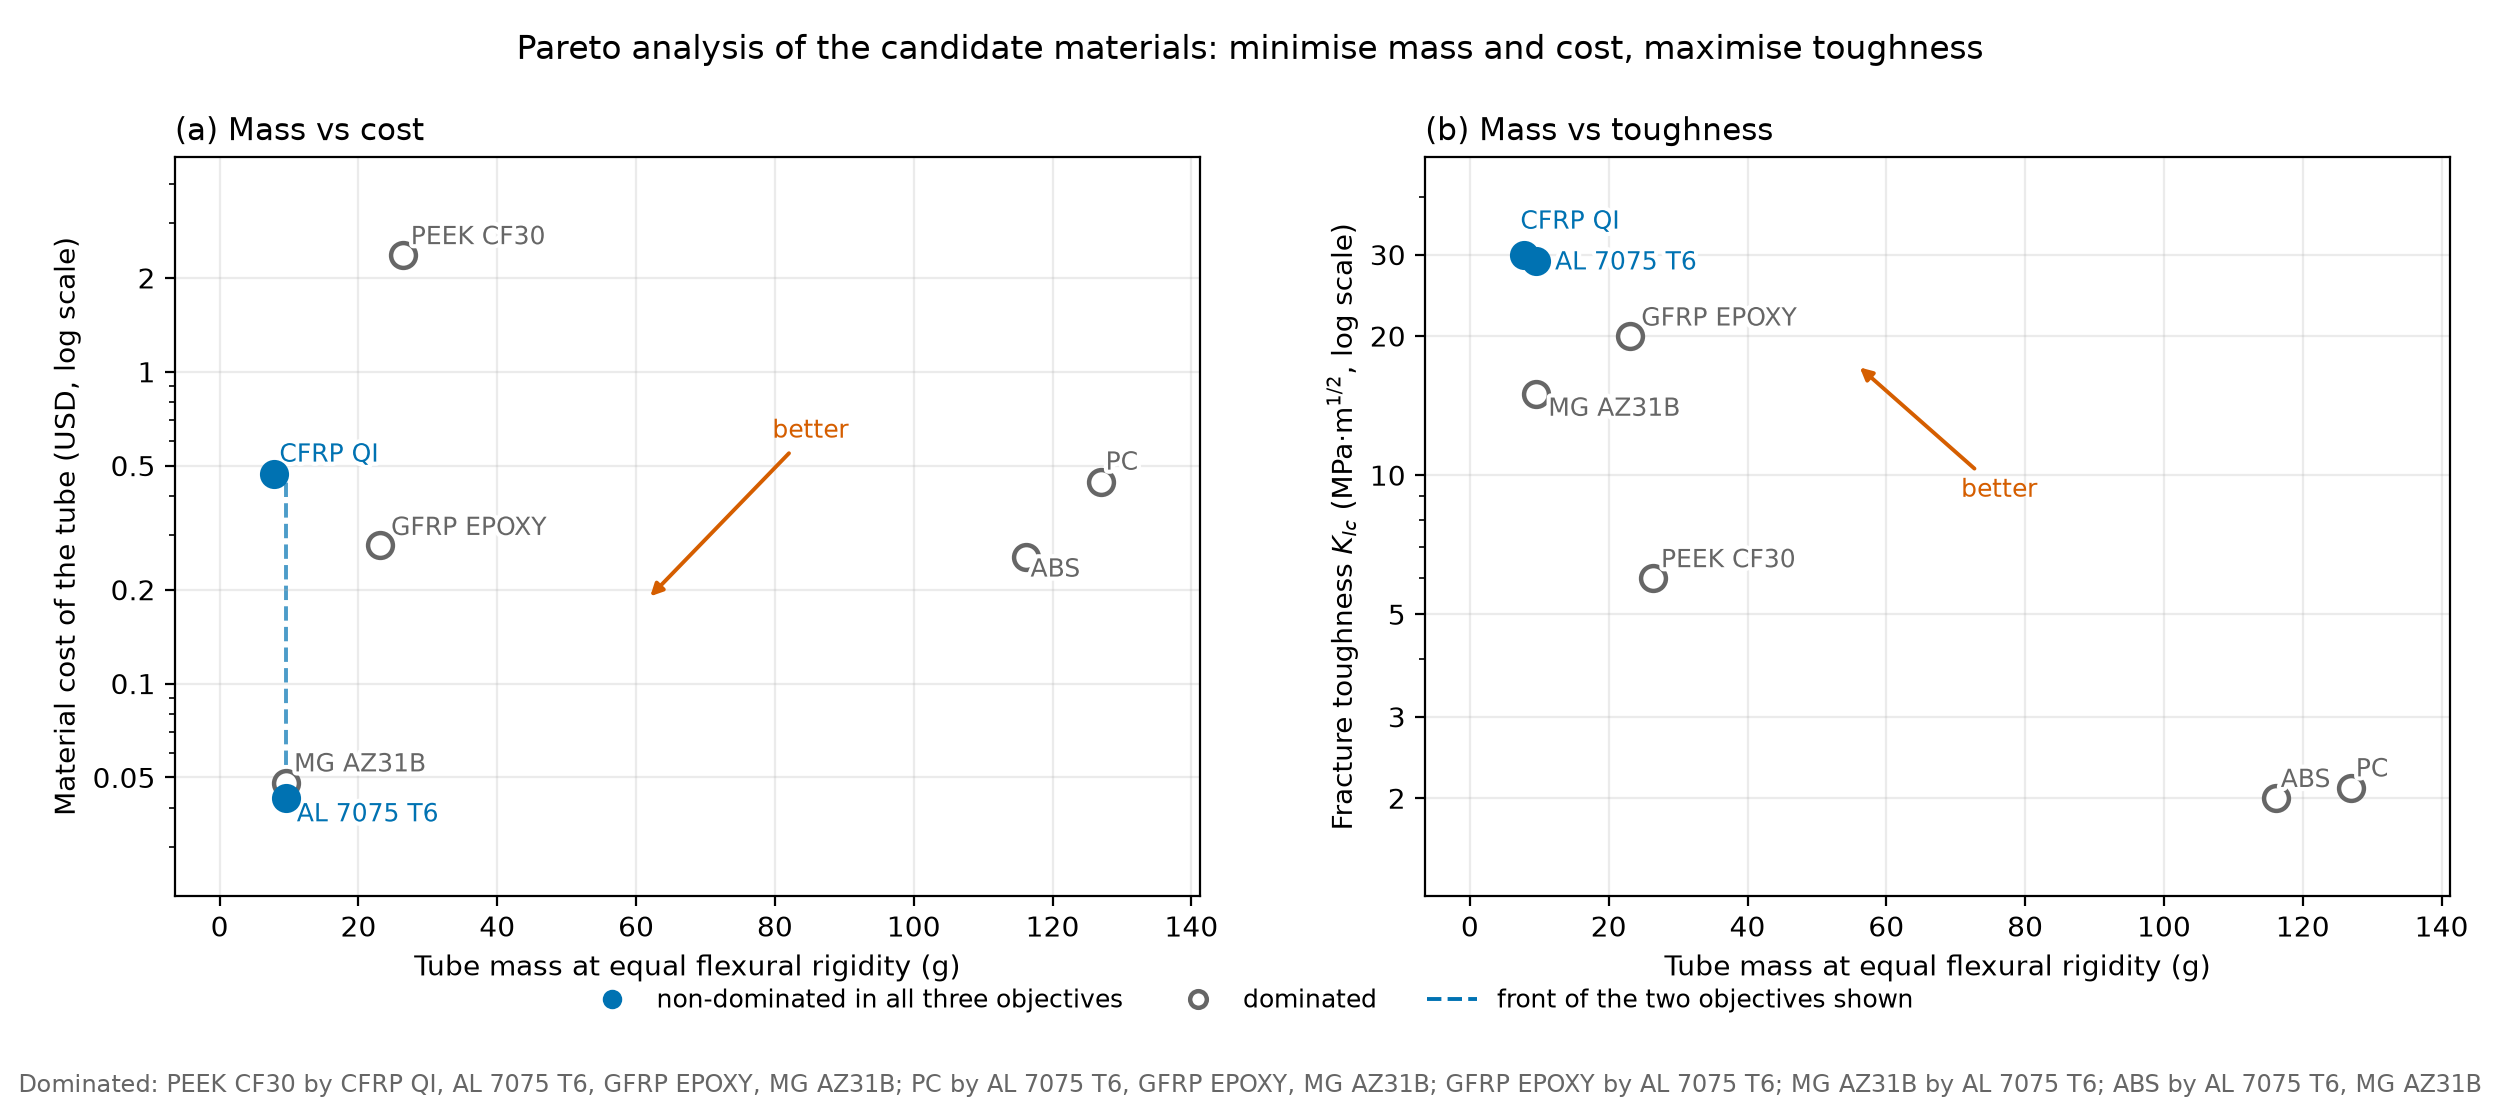 Pareto analysis of the candidate materials: minimise mass and cost, maximise toughness
(a) Mass vs cost
Material cost of the tube (USD, log scale)
2
1
0.5
0.2
0.1
0.05
PEEK CF30
CFRP QI
GFRP EPOXY
better
PC
ABS
MG AZ31B
AL 7075 T6
0 20 40 60 80 100 120 140
Tube mass at equal flexural rigidity (g)
(b) Mass vs toughness
Fracture toughness K_Ic (MPa·m^1/2, log scale)
30
20
10
5
3
2
CFRP QI
AL 7075 T6
GFRP EPOXY
MG AZ31B
better
PEEK CF30
ABS
PC
0 20 40 60 80 100 120 140
Tube mass at equal flexural rigidity (g)
non-dominated in all three objectives
dominated
front of the two objectives shown
Dominated: PEEK CF30 by CFRP QI, AL 7075 T6, GFRP EPOXY, MG AZ31B; PC by AL 7075 T6, GFRP EPOXY, MG AZ31B; GFRP EPOXY by AL 7075 T6; MG AZ31B by AL 7075 T6; ABS by AL 7075 T6, MG AZ31B